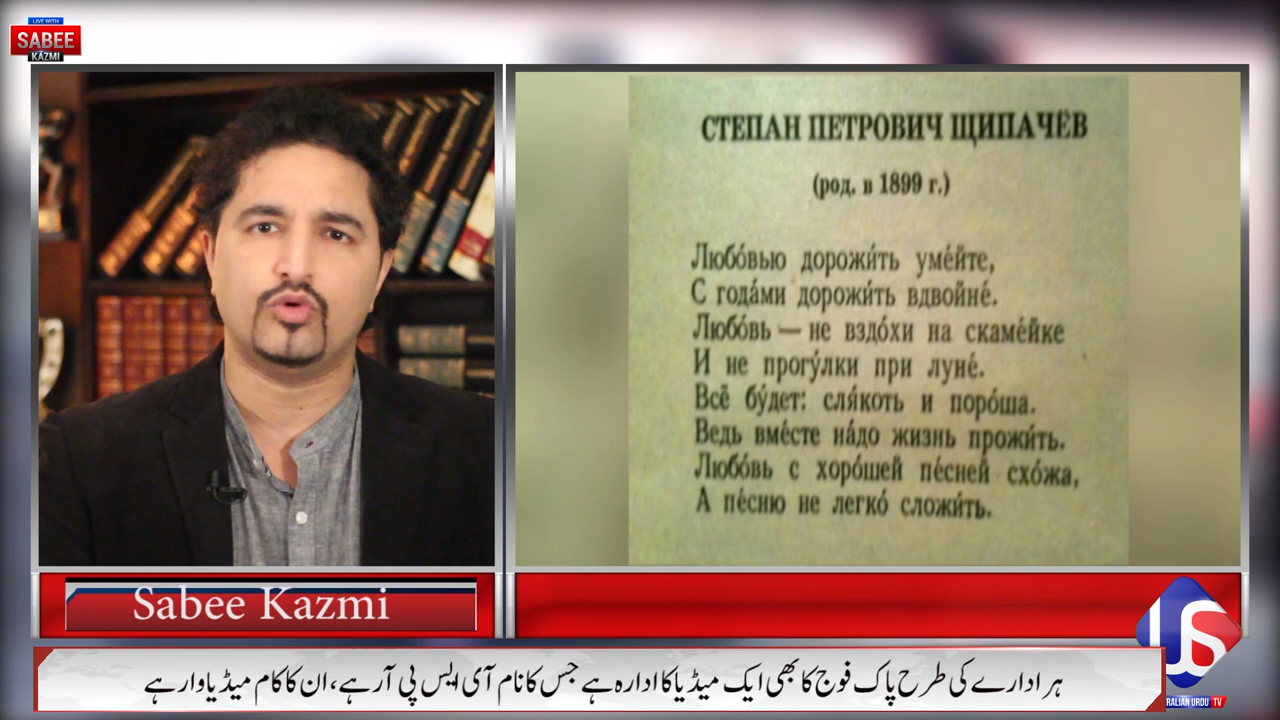 LIVE WITH
SABEE
KAZMI
СТЕПАН ПЕТРОВИЧ ЩИПАЧЁВ
(род. в 1899 г.)
Любо́вью дорожи́ть уме́йте,
С года́ми дорожи́ть вдвойне́.
Любо́вь — не вздо́хи на скаме́йке
И не прогу́лки при луне́.
Всё бу́дет: сля́коть и поро́ша.
Ведь вме́сте на́до жизнь прожи́ть.
Любо́вь с хоро́шей пе́сней схо́жа,
А пе́сню не легко́ сложи́ть.
Sabee Kazmi
US
RALIAN URDU TV
ہر ادارے کی طرح پاک فوج کا بھی ایک میڈیا کا ادارہ ہے جس کا نام آئی ایس پی آر ہے، ان کا کام میڈیا وار ہے